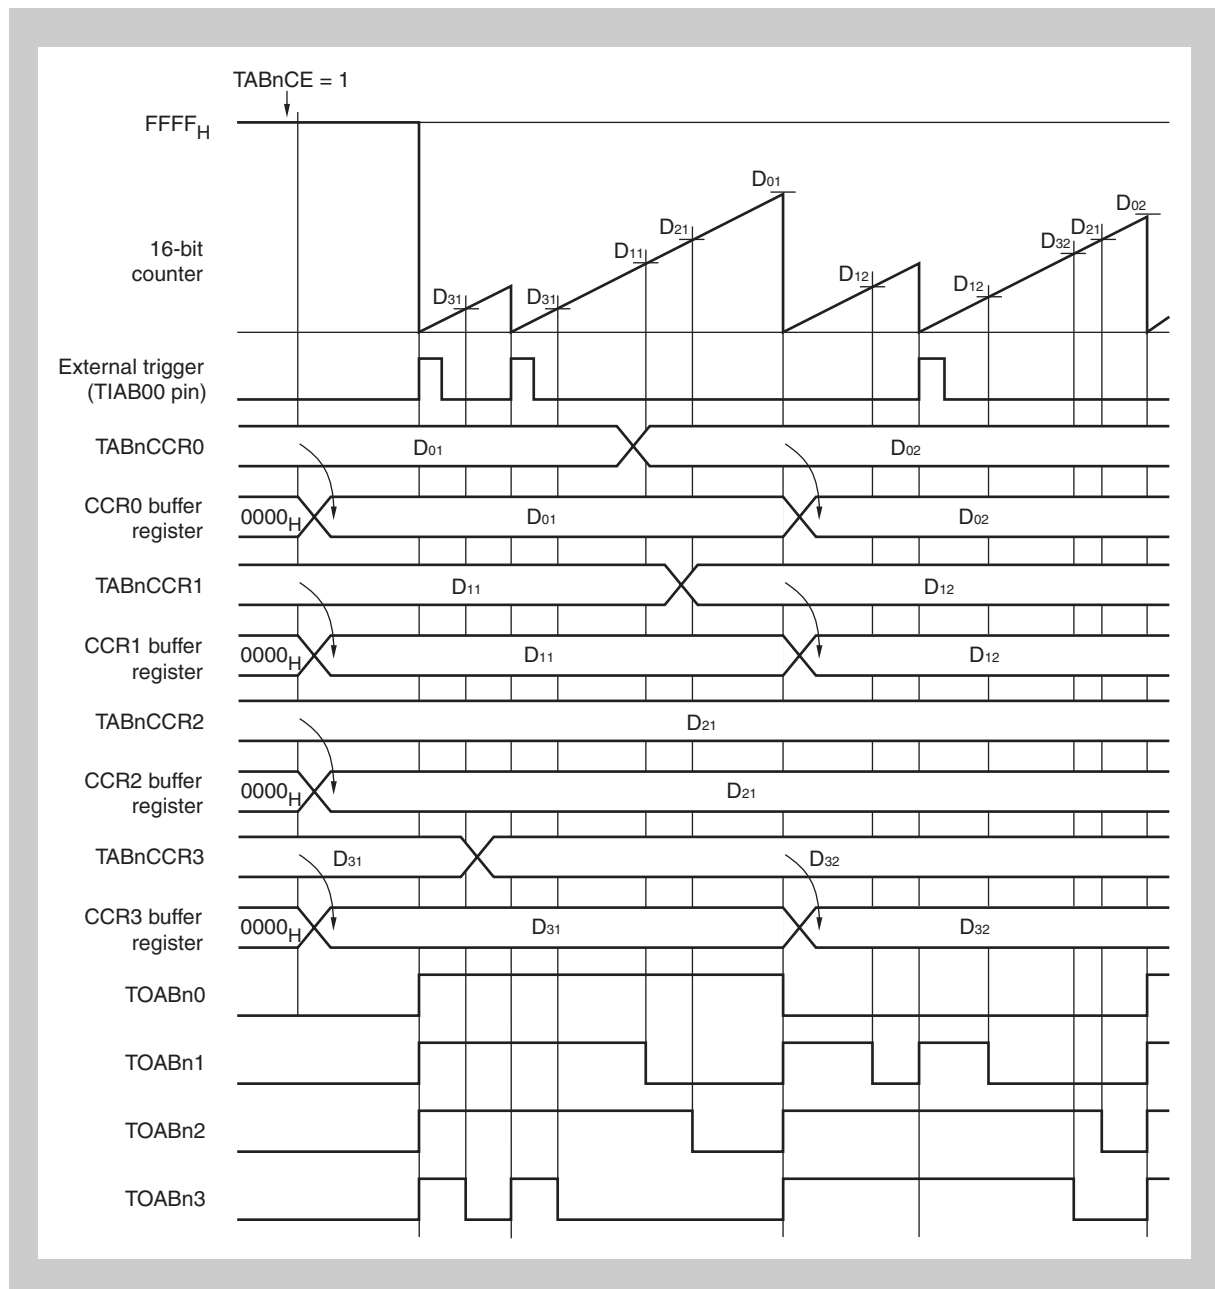 TABnCE = 1
FFFFH
16-bit
counter
D31
D31
D11
D21
D01
D12
D12
D32
D21
D02
External trigger
(TIAB00 pin)
TABnCCR0
D01
D02
CCR0 buffer
register
0000H
D01
D02
TABnCCR1
D11
D12
CCR1 buffer
register
0000H
D11
D12
TABnCCR2
D21
CCR2 buffer
register
0000H
D21
TABnCCR3
D31
D32
CCR3 buffer
register
0000H
D31
D32
TOABn0
TOABn1
TOABn2
TOABn3